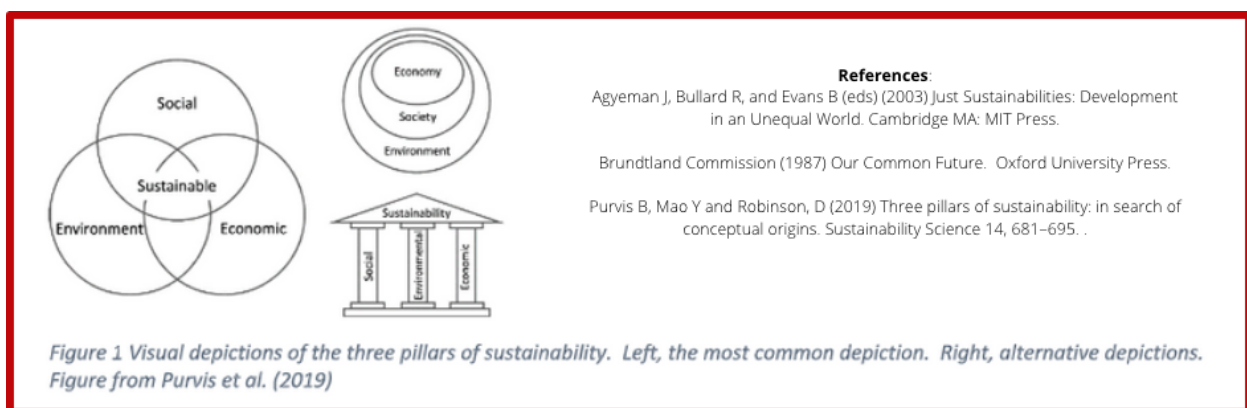 Social
Sustainable
Environment
Economic
Economy
Society
Environment
Sustainability
Social
Environmental
Economic
References:
Agyeman J, Bullard R, and Evans B (eds) (2003) Just Sustainabilities: Development
in an Unequal World. Cambridge MA: MIT Press.
Brundtland Commission (1987) Our Common Future.  Oxford University Press.
Purvis B, Mao Y and Robinson, D (2019) Three pillars of sustainability: in search of
conceptual origins. Sustainability Science 14, 681–695. .
Figure 1 Visual depictions of the three pillars of sustainability.  Left, the most common depiction.  Right, alternative depictions.
Figure from Purvis et al. (2019)